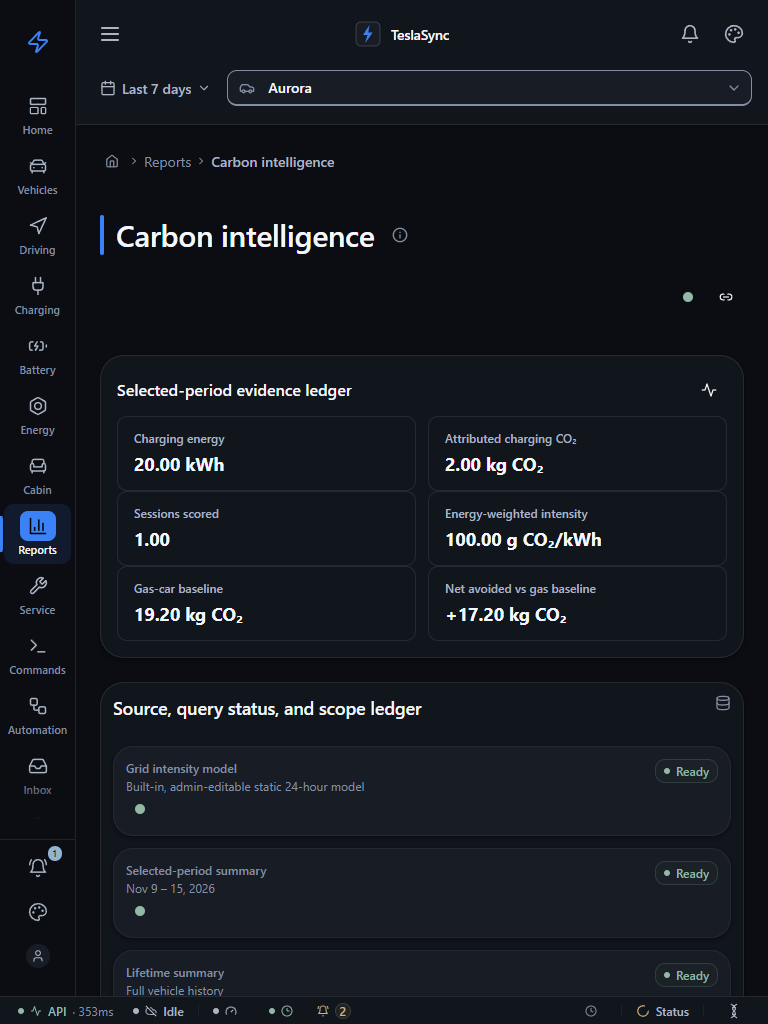 TeslaSync
Last 7 days
Aurora
Home
Vehicles
Driving
Charging
Battery
Energy
Cabin
Reports
Service
Commands
Automation
Inbox
1
Reports
Carbon intelligence
Carbon intelligence
Selected-period evidence ledger
Charging energy
20.00 kWh
Attributed charging CO₂
2.00 kg CO₂
Sessions scored
1.00
Energy-weighted intensity
100.00 g CO₂/kWh
Gas-car baseline
19.20 kg CO₂
Net avoided vs gas baseline
+17.20 kg CO₂
Source, query status, and scope ledger
Grid intensity model
Built-in, admin-editable static 24-hour model
Ready
Selected-period summary
Nov 9 – 15, 2026
Ready
Lifetime summary
Full vehicle history
Ready
API · 353ms
Idle
2
Status